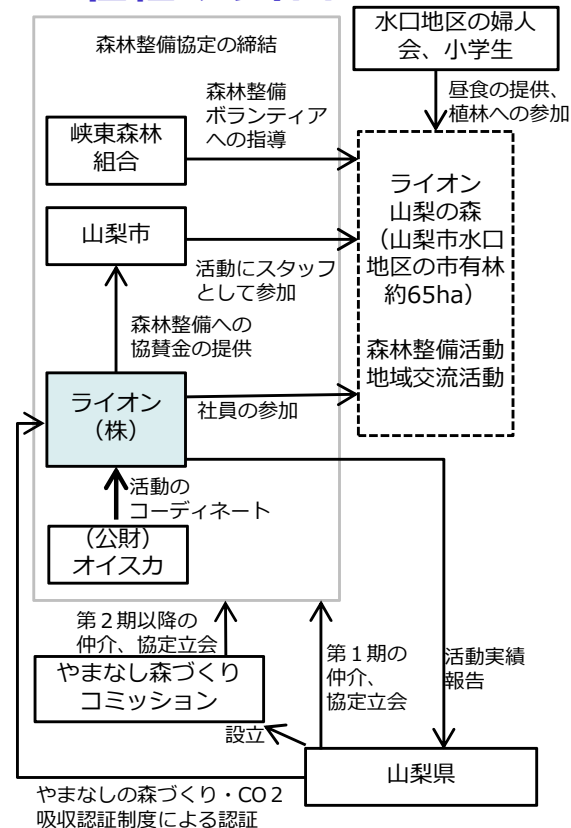 森林整備協定の締結
水口地区の婦人
会、小学生
昼食の提供、
植林への参加
森林整備
ボランティア
への指導
峡東森林
組合
山梨市
活動にスタッフ
として参加
ライオン
山梨の森
（山梨市水口
地区の市有林
約65ha）
森林整備活動
地域交流活動
森林整備への
協賛金の提供
ライオン
（株）
社員の参加
活動の
コーディネート
（公財）
オイスカ
第２期以降の
仲介、協定立会
やまなし森づくり
コミッション
第１期の
仲介、
協定立会
活動実績
報告
設立
山梨県
やまなしの森づくり・CO２
吸収認証制度による認証